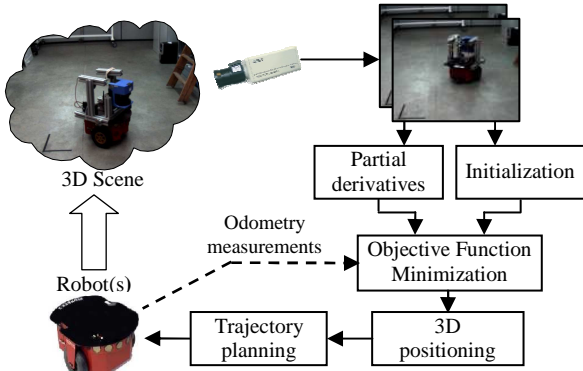 3D Scene
Partial
derivatives
Initialization
Odometry
measurements
Objective Function
Minimization
Robot(s)
Trajectory
planning
3D
positioning